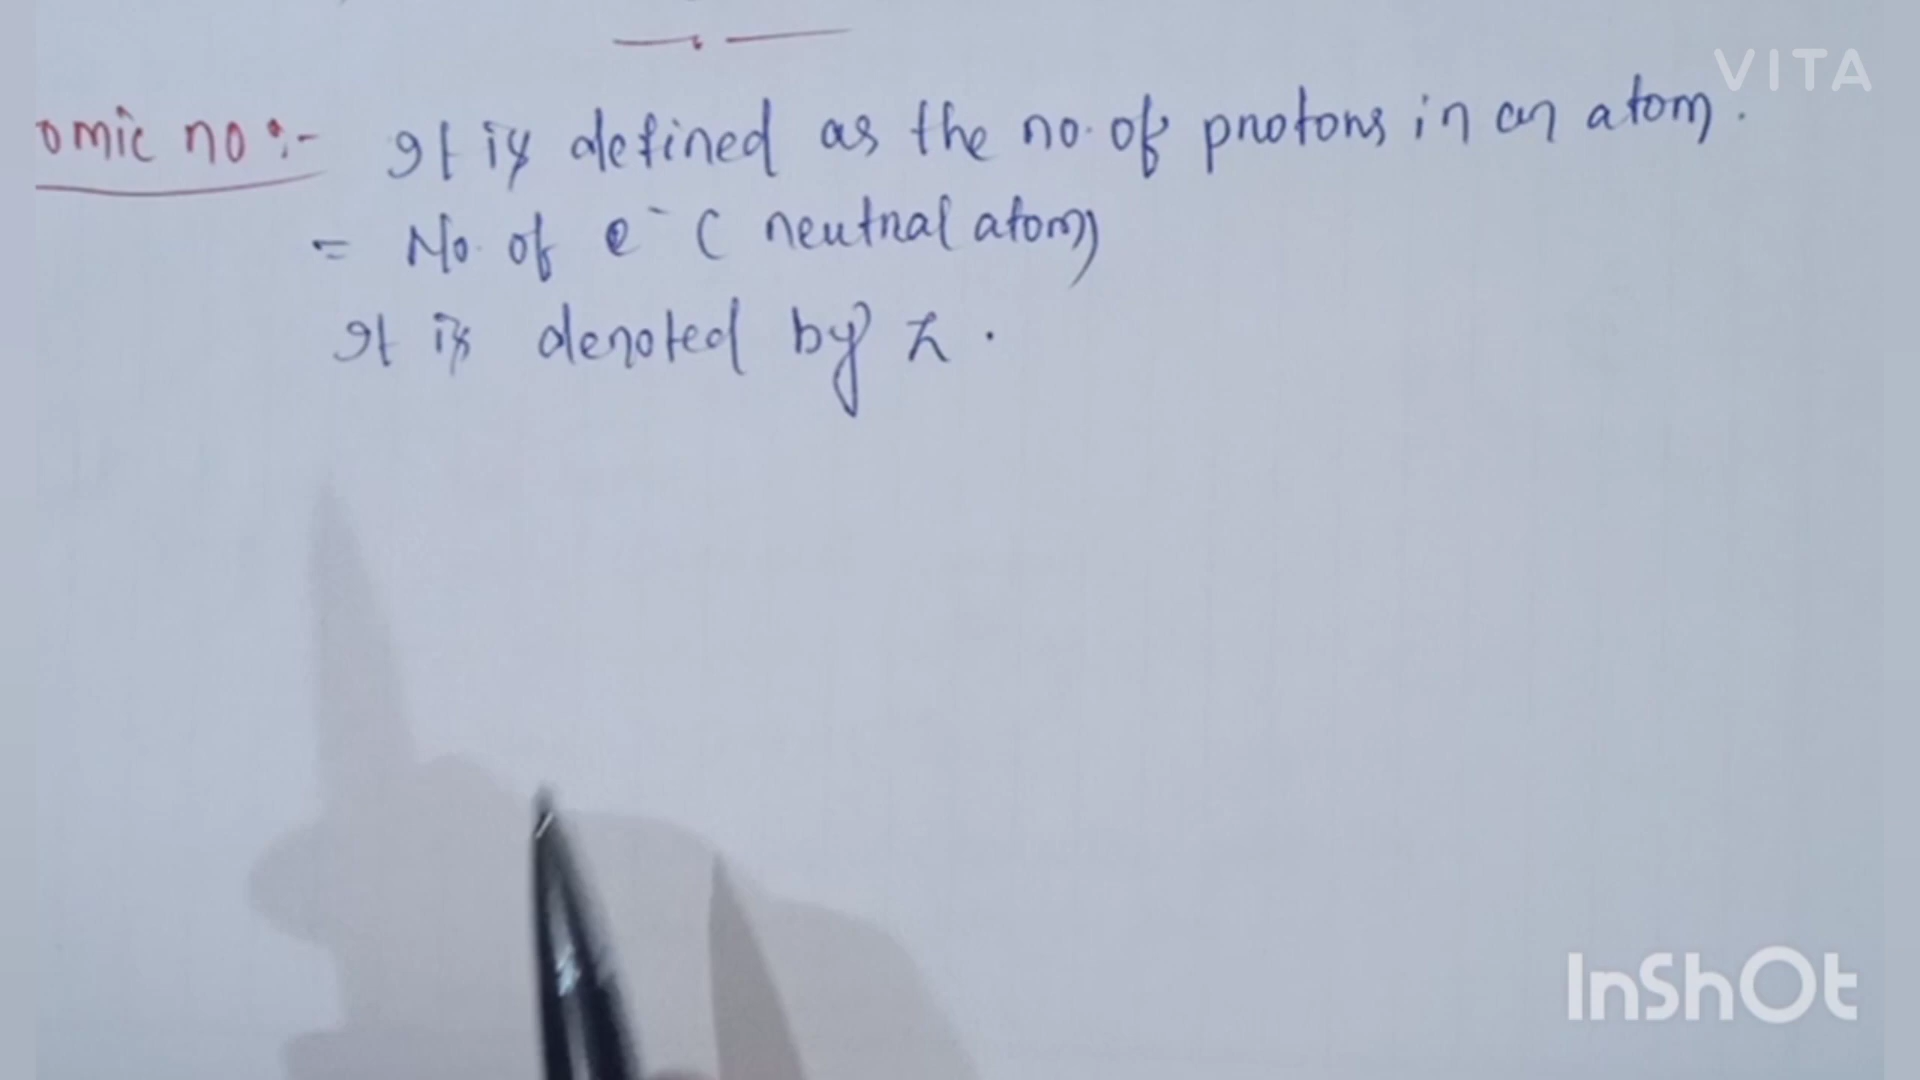 VITA
omic no :- It is defined as the no. of protons in an atom.
= No. of e⁻ ( neutral atom)
It is denoted by Z.
InShOt